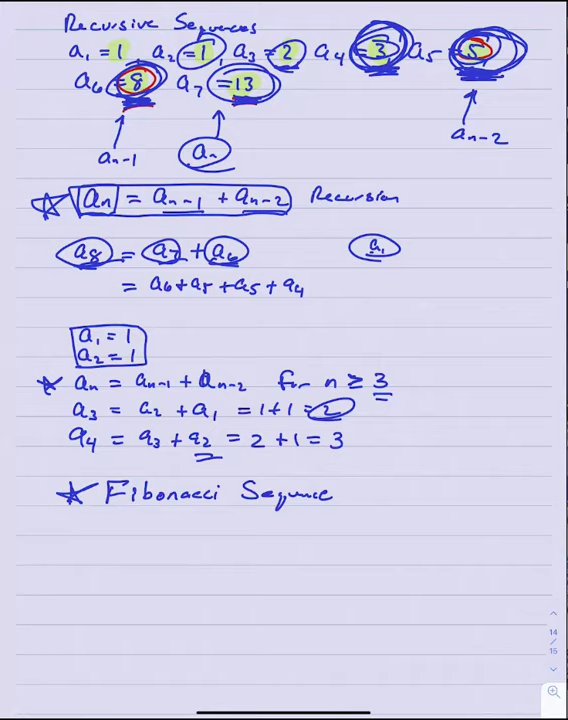 Recursive Sequences
a₁ = 1, a₂ = 1, a₃ = 2 a₄ = 3 a₅ = 5
a₆ = 8 a₇ = 13
aₙ₋₁ aₙ aₙ₋₂
aₙ = aₙ₋₁ + aₙ₋₂ Recursion
a₈ = a₇ + a₆ a₁
= a₆ + a₅ + a₅ + a₄
a₁ = 1
a₂ = 1
aₙ = aₙ₋₁ + aₙ₋₂ for n ≥ 3
a₃ = a₂ + a₁ = 1 + 1 = 2
a₄ = a₃ + a₂ = 2 + 1 = 3
Fibonacci Sequence
14
/
15